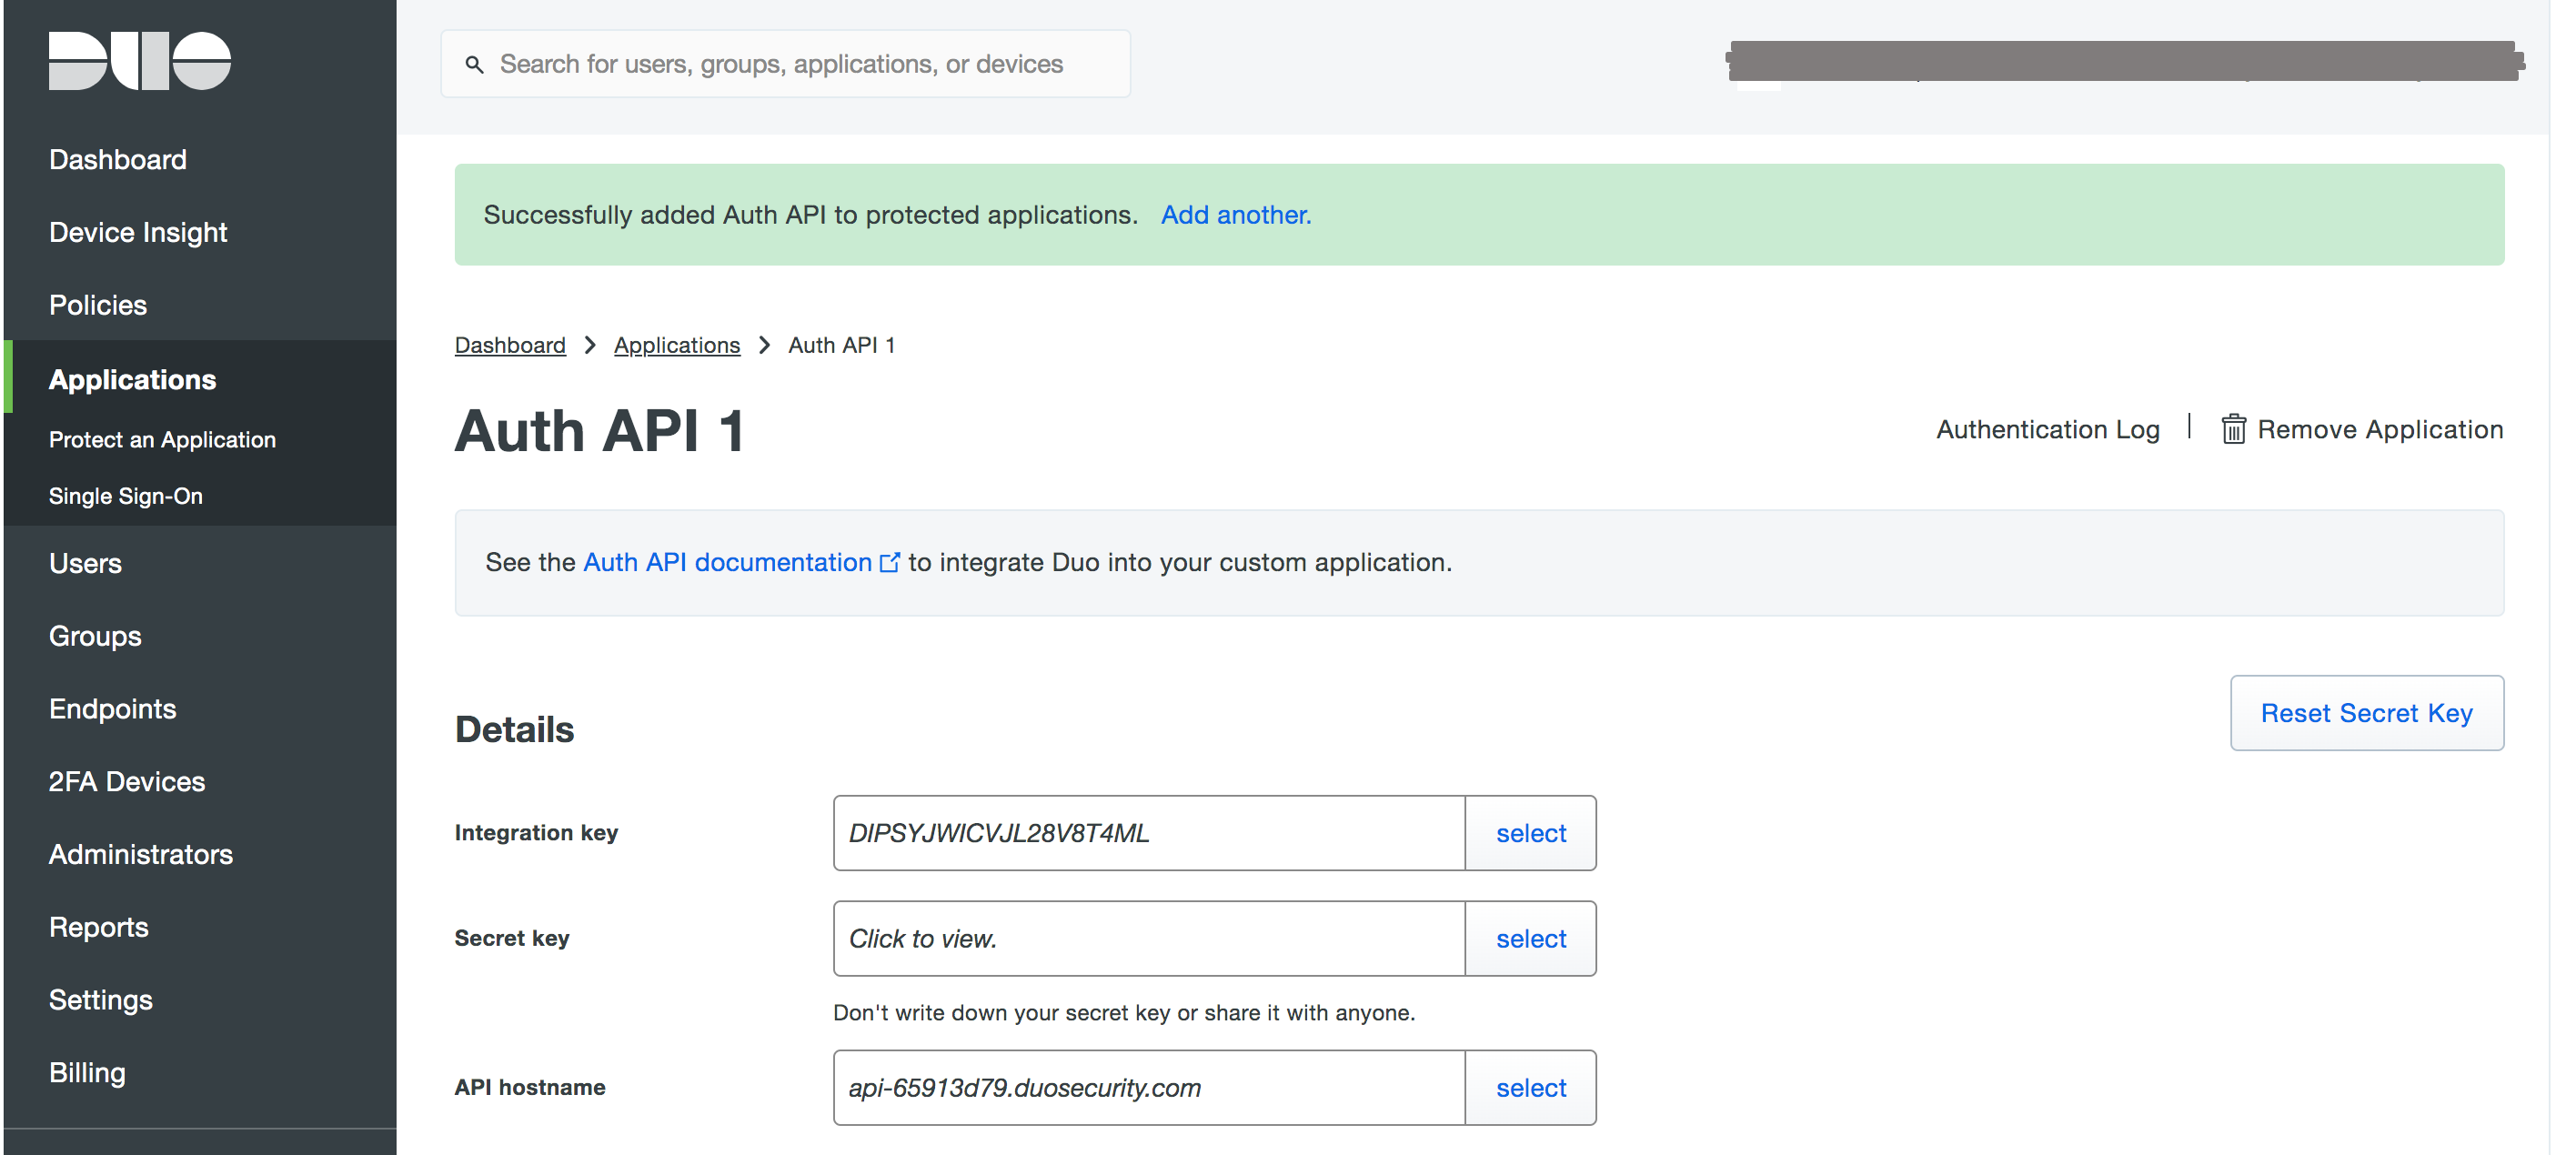 DUO
Search for users, groups, applications, or devices
Dashboard
Device Insight
Policies
Applications
Protect an Application
Single Sign-On
Users
Groups
Endpoints
2FA Devices
Administrators
Reports
Settings
Billing
Successfully added Auth API to protected applications. Add another.
Dashboard > Applications > Auth API 1
Auth API 1
Authentication Log | Remove Application
See the Auth API documentation to integrate Duo into your custom application.
Details
Reset Secret Key
Integration key DIPSYJWICVJL28V8T4ML select
Secret key Click to view. select
Don't write down your secret key or share it with anyone.
API hostname api-65913d79.duosecurity.com select